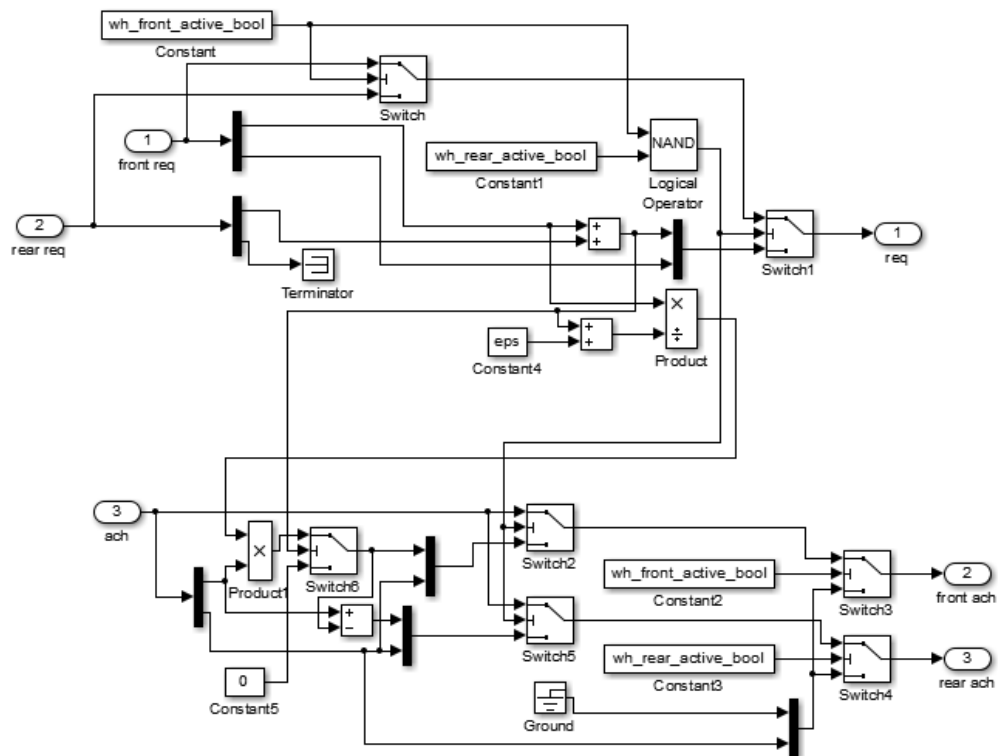 wh_front_active_bool
Constant
Switch
1
front req
wh_rear_active_bool
Constant1
NAND
Logical
Operator
2
rear req
+
+
Terminator
Switch1
1
req
eps
Constant4
+
+
×
÷
Product
3
ach
×
Product1
Switch6
+
−
0
Constant5
Switch2
wh_front_active_bool
Constant2
Switch3
2
front ach
Switch5
wh_rear_active_bool
Constant3
Switch4
3
rear ach
Ground